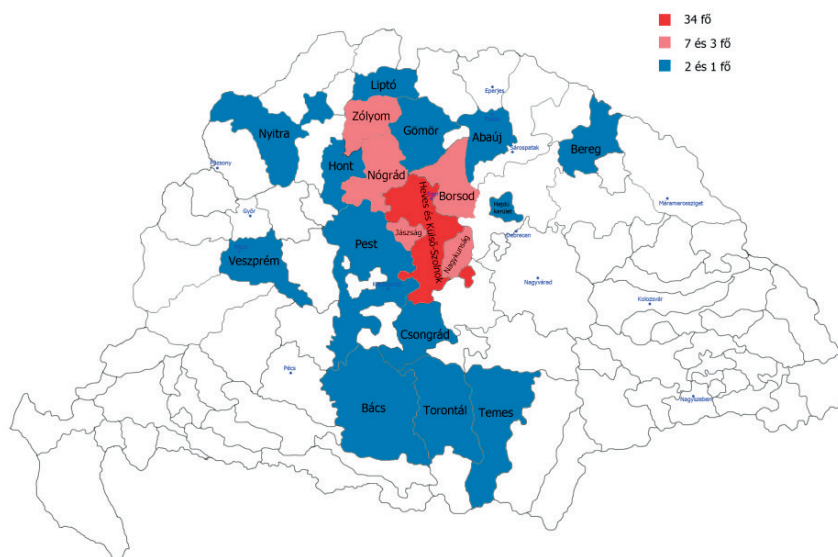 34 fő
7 és 3 fő
2 és 1 fő
Liptó
Eperjes
Zólyom
Nyitra
Gömör
Abaúj
Sárospatak
Bereg
Pozsony
Hont
Nógrád
Borsod
Heves és Külső-Szolnok
Hajdú
kerület
Máramarossziget
Győr
Jászság
Debrecen
Pest
Nagykunság
Veszprém
Nagyvárad
Kolozsvár
Csongrád
Pécs
Nagyszeben
Bács
Torontál
Temes